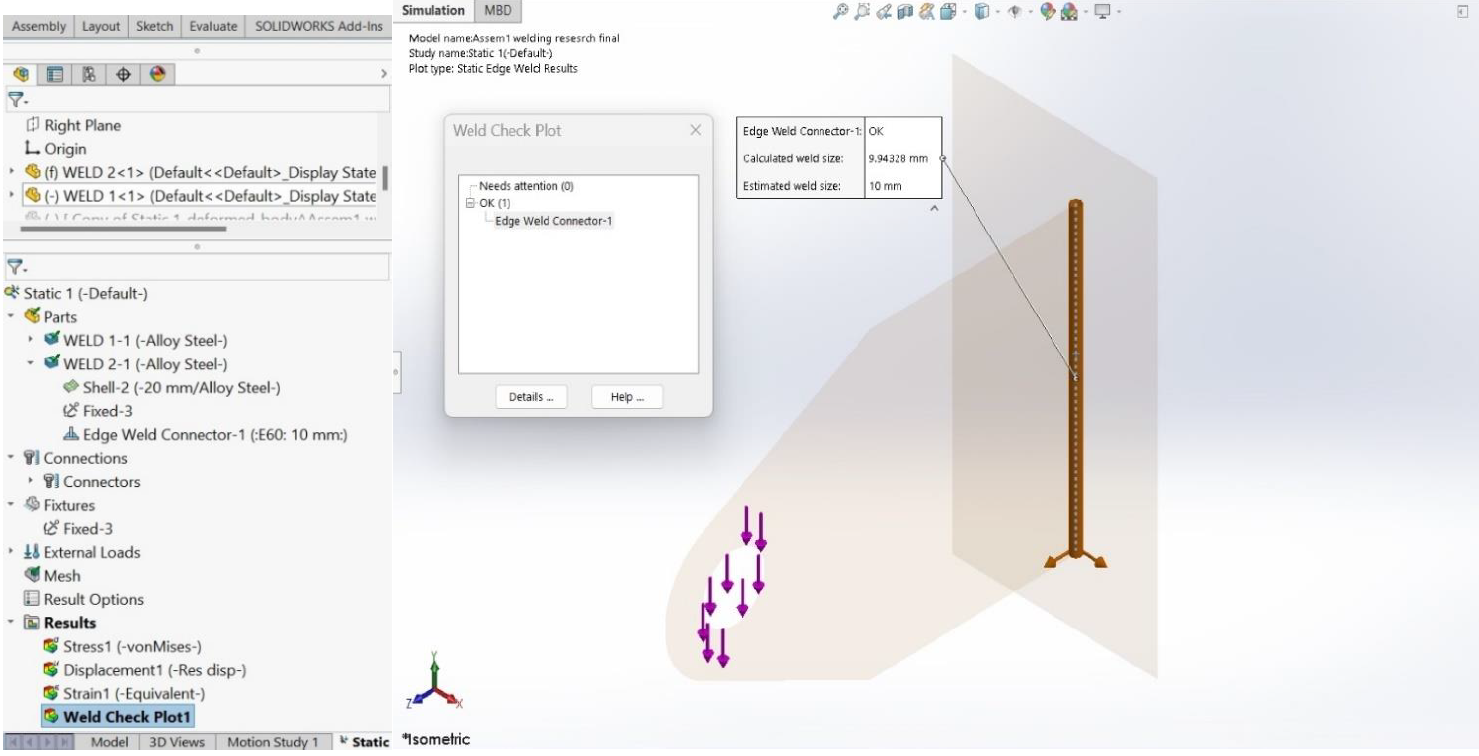 Assembly Layout Sketch Evaluate SOLIDWORKS Add-Ins
Right Plane
Origin
(f) WELD 2<1> (Default<<Default>_Display State
(-) WELD 1<1> (Default<<Default>_Display State
Static 1 (-Default-)
Parts
WELD 1-1 (-Alloy Steel-)
WELD 2-1 (-Alloy Steel-)
Shell-2 (-20 mm/Alloy Steel-)
Fixed-3
Edge Weld Connector-1 (:E60: 10 mm:)
Connections
Connectors
Fixtures
Fixed-3
External Loads
Mesh
Result Options
Results
Stress1 (-vonMises-)
Displacement1 (-Res disp-)
Strain1 (-Equivalent-)
Weld Check Plot1
Model 3D Views Motion Study 1 Static
Simulation MBD
Model name:Assem1 welding resesrch final
Study name:Static 1(-Default-)
Plot type: Static Edge Weld Results
Weld Check Plot
Needs attention (0)
OK (1)
Edge Weld Connector-1
Details ... Help ...
Edge Weld Connector-1: OK
Calculated weld size: 9.94328 mm
Estimated weld size: 10 mm
Y
Z X
*Isometric